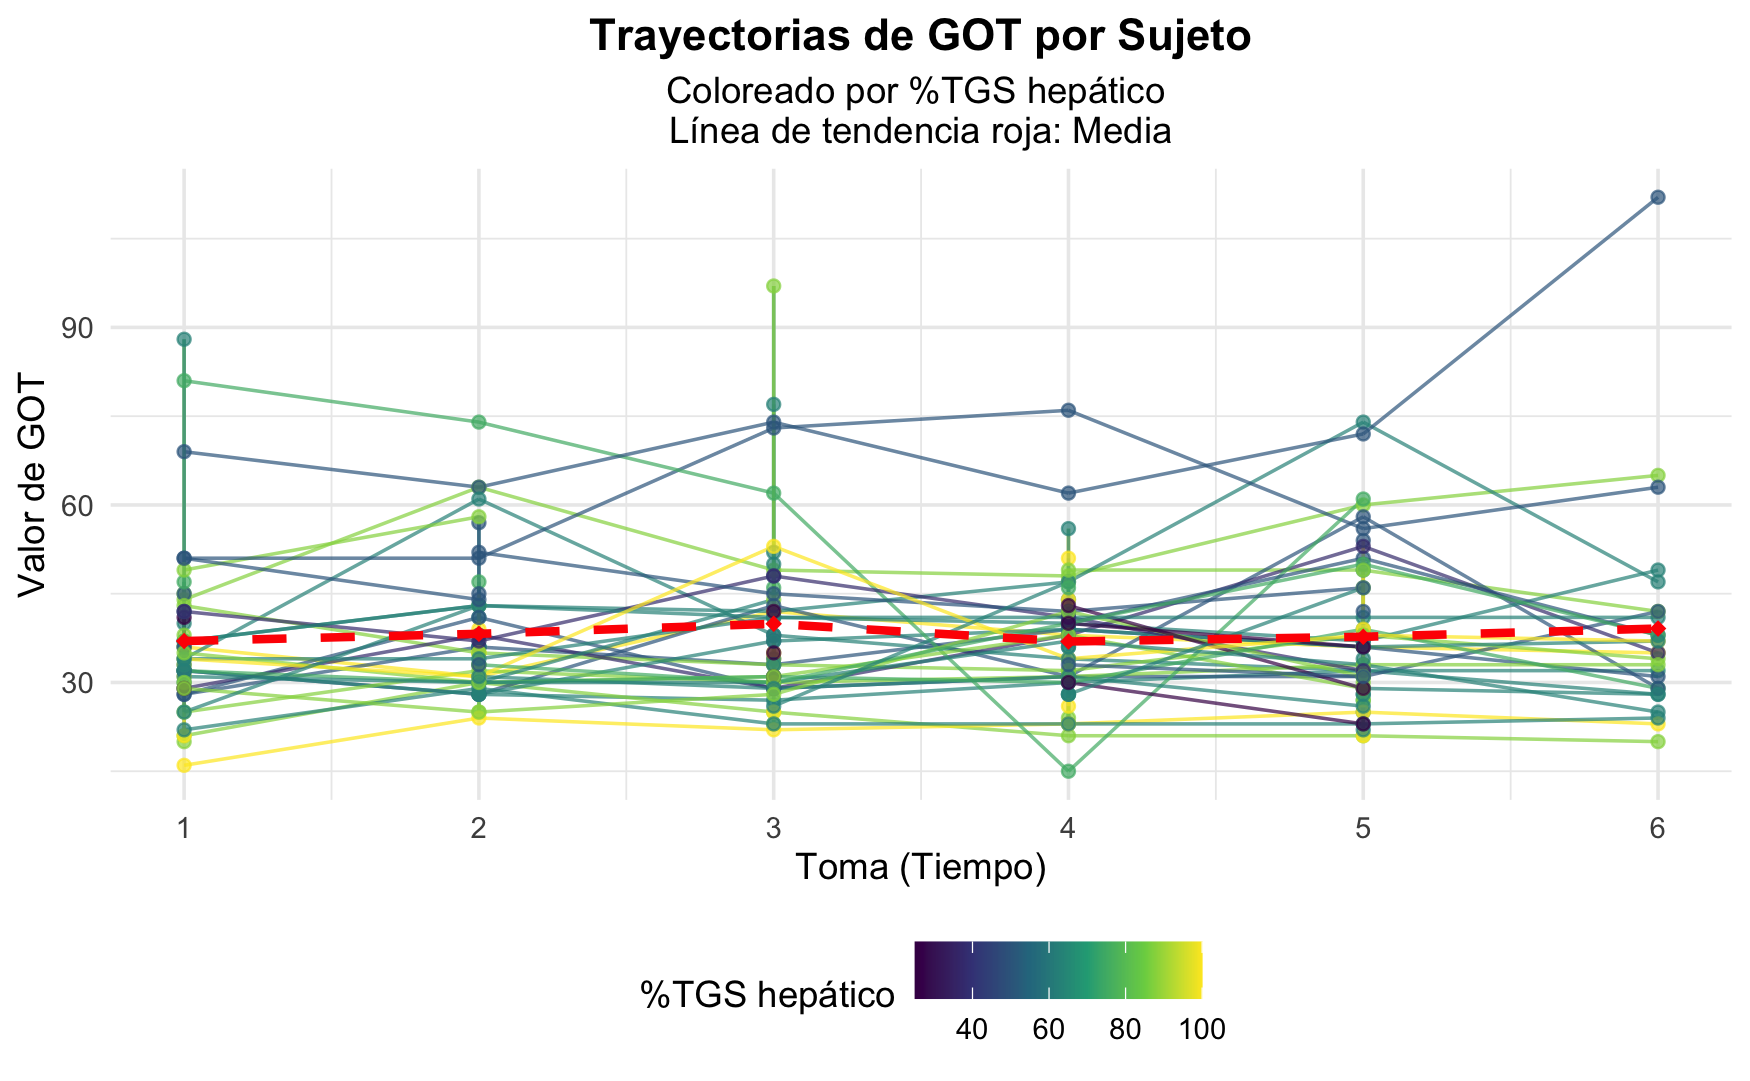 Trayectorias de GOT por Sujeto
Coloreado por %TGS hepático
Línea de tendencia roja: Media
Valor de GOT
90
60
30
1 2 3 4 5 6
Toma (Tiempo)
%TGS hepático
40 60 80 100